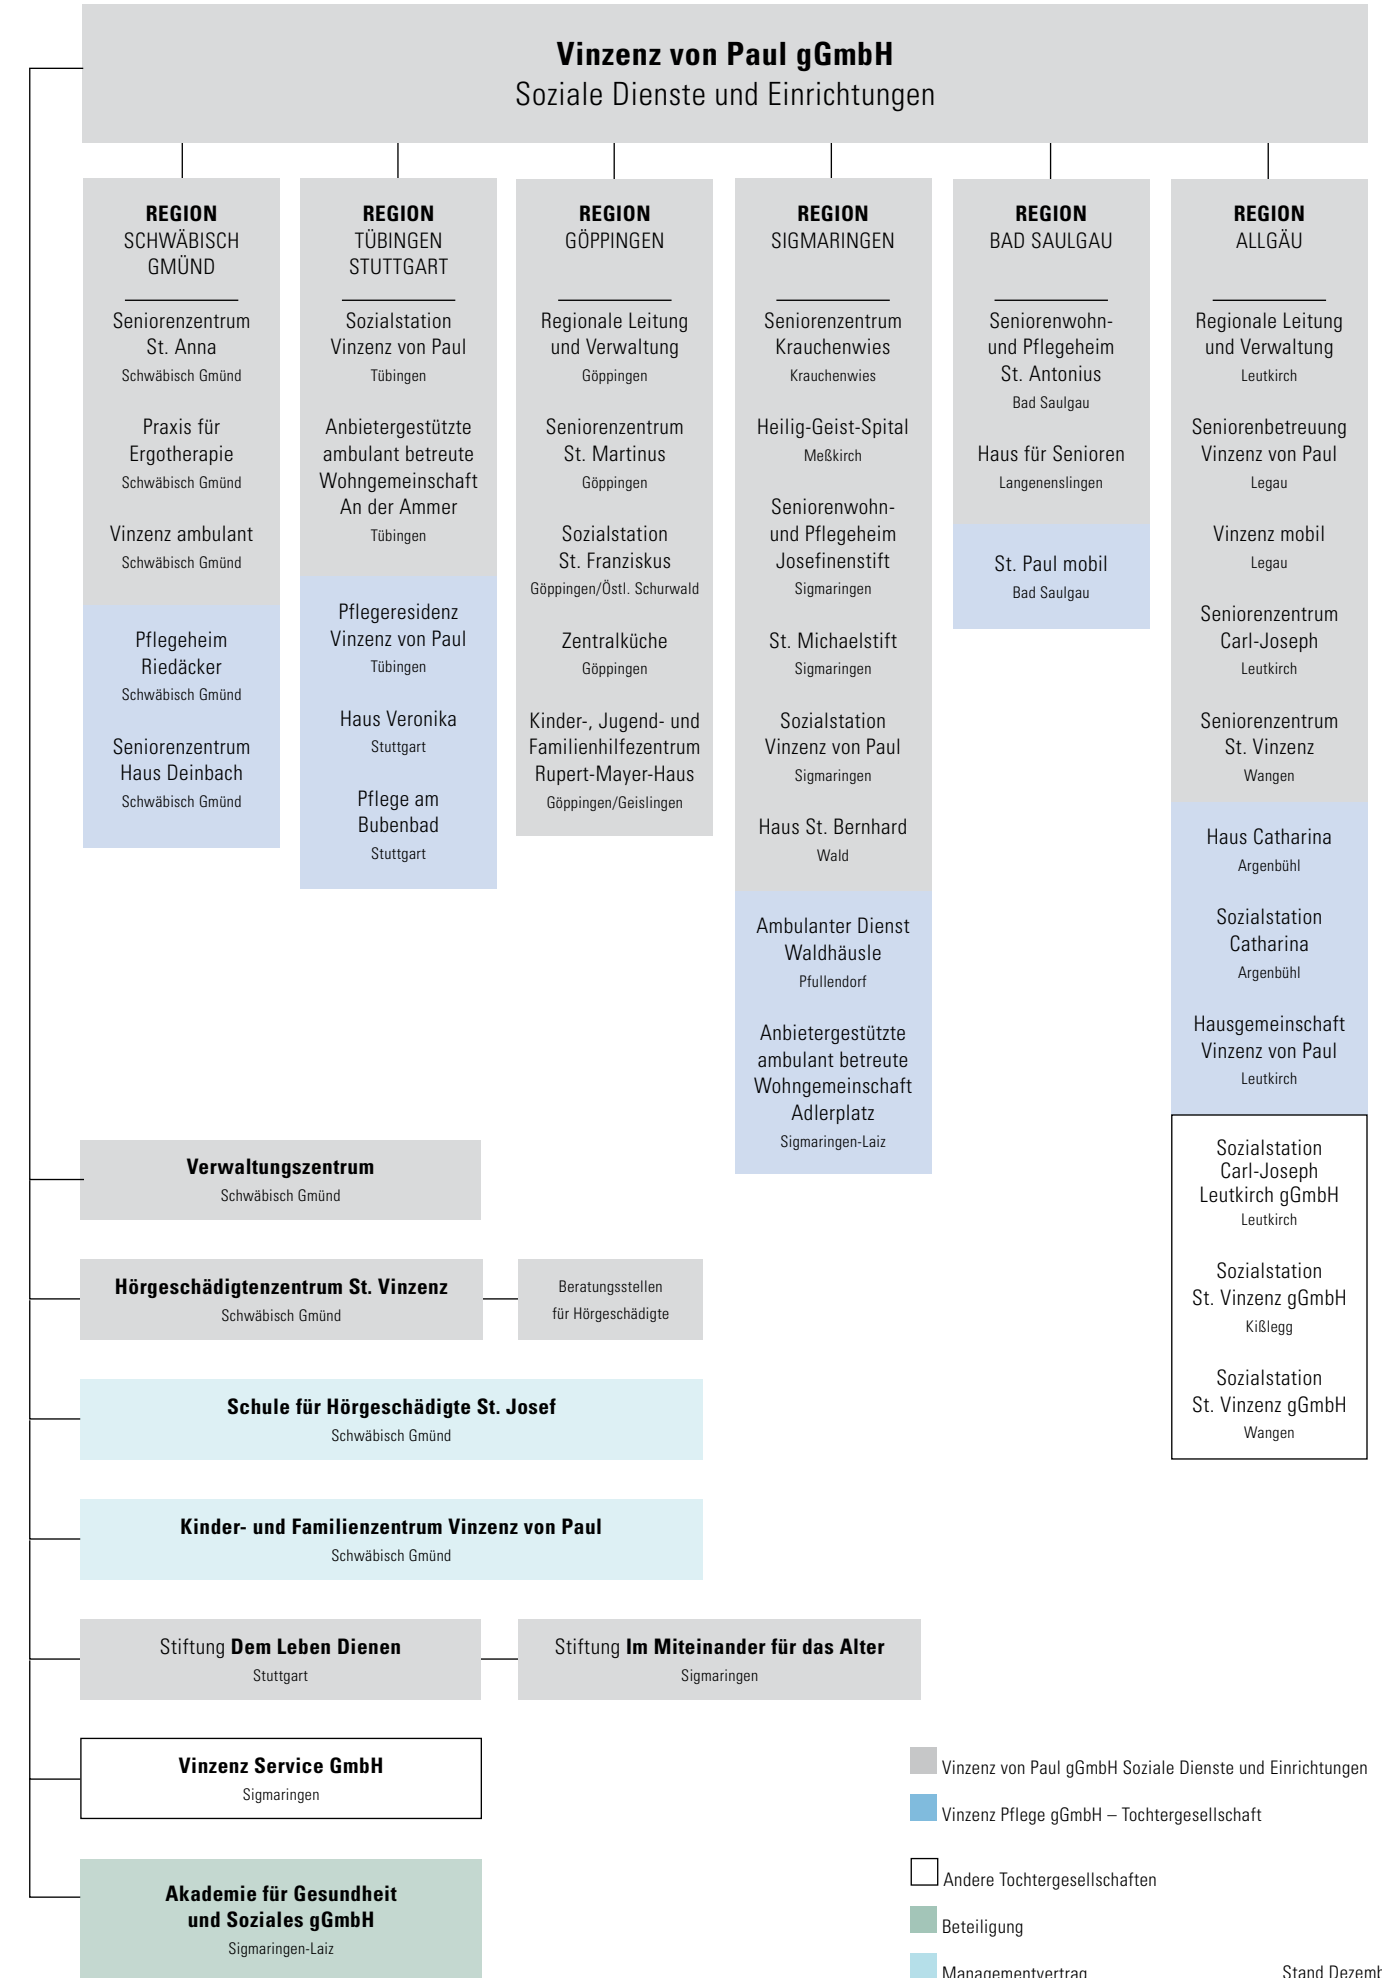 Vinzenz von Paul gGmbH
Soziale Dienste und Einrichtungen
REGION
SCHWÄBISCH
GMÜND
Seniorenzentrum
St. Anna
Schwäbisch Gmünd
Praxis für
Ergotherapie
Schwäbisch Gmünd
Vinzenz ambulant
Schwäbisch Gmünd
Pflegeheim
Riedäcker
Schwäbisch Gmünd
Seniorenzentrum
Haus Deinbach
Schwäbisch Gmünd
REGION
TÜBINGEN
STUTTGART
Sozialstation
Vinzenz von Paul
Tübingen
Anbietergestützte
ambulant betreute
Wohngemeinschaft
An der Ammer
Tübingen
Pflegeresidenz
Vinzenz von Paul
Tübingen
Haus Veronika
Stuttgart
Pflege am
Bubenbad
Stuttgart
REGION
GÖPPINGEN
Regionale Leitung
und Verwaltung
Göppingen
Seniorenzentrum
St. Martinus
Göppingen
Sozialstation
St. Franziskus
Göppingen/Östl. Schurwald
Zentralküche
Göppingen
Kinder-, Jugend- und
Familienhilfezentrum
Rupert-Mayer-Haus
Göppingen/Geislingen
REGION
SIGMARINGEN
Seniorenzentrum
Krauchenwies
Krauchenwies
Heilig-Geist-Spital
Meßkirch
Seniorenwohn-
und Pflegeheim
Josefinenstift
Sigmaringen
St. Michaelstift
Sigmaringen
Sozialstation
Vinzenz von Paul
Sigmaringen
Haus St. Bernhard
Wald
Ambulanter Dienst
Waldhäusle
Pfullendorf
Anbietergestützte
ambulant betreute
Wohngemeinschaft
Adlerplatz
Sigmaringen-Laiz
REGION
BAD SAULGAU
Seniorenwohn-
und Pflegeheim
St. Antonius
Bad Saulgau
Haus für Senioren
Langenenslingen
St. Paul mobil
Bad Saulgau
REGION
ALLGÄU
Regionale Leitung
und Verwaltung
Leutkirch
Seniorenbetreuung
Vinzenz von Paul
Legau
Vinzenz mobil
Legau
Seniorenzentrum
Carl-Joseph
Leutkirch
Seniorenzentrum
St. Vinzenz
Wangen
Haus Catharina
Argenbühl
Sozialstation
Catharina
Argenbühl
Hausgemeinschaft
Vinzenz von Paul
Leutkirch
Sozialstation
Carl-Joseph
Leutkirch gGmbH
Leutkirch
Sozialstation
St. Vinzenz gGmbH
Kißlegg
Sozialstation
St. Vinzenz gGmbH
Wangen
Verwaltungszentrum
Schwäbisch Gmünd
Hörgeschädigtenzentrum St. Vinzenz
Schwäbisch Gmünd
Beratungsstellen
für Hörgeschädigte
Schule für Hörgeschädigte St. Josef
Schwäbisch Gmünd
Kinder- und Familienzentrum Vinzenz von Paul
Schwäbisch Gmünd
Stiftung Dem Leben Dienen
Stuttgart
Stiftung Im Miteinander für das Alter
Sigmaringen
Vinzenz Service GmbH
Sigmaringen
Akademie für Gesundheit
und Soziales gGmbH
Sigmaringen-Laiz
Vinzenz von Paul gGmbH Soziale Dienste und Einrichtungen
Vinzenz Pflege gGmbH – Tochtergesellschaft
Andere Tochtergesellschaften
Beteiligung
Managementvertrag
Stand